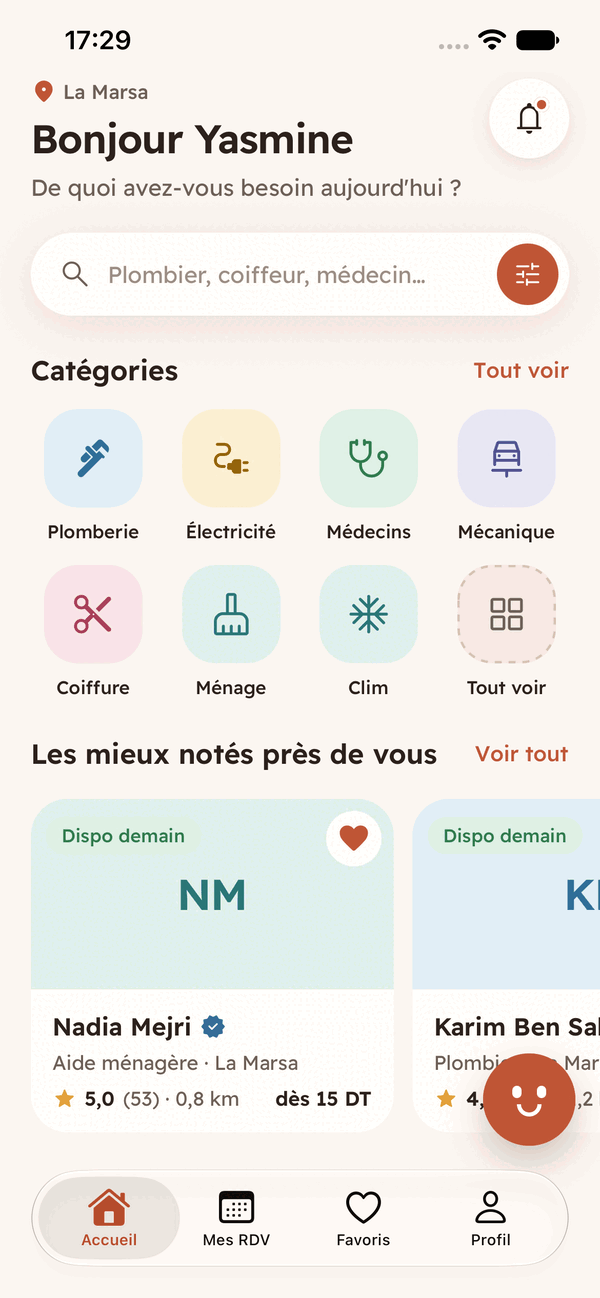 17:29
La Marsa
Bonjour Yasmine
De quoi avez-vous besoin aujourd'hui ?
Plombier, coiffeur, médecin...
Catégories
Tout voir
Plomberie
Électricité
Médecins
Mécanique
Coiffure
Ménage
Clim
Tout voir
Les mieux notés près de vous
Voir tout
Dispo demain
NM
Nadia Mejri
Aide ménagère · La Marsa
5,0 (53) · 0,8 km
dès 15 DT
Dispo demain
Karim Ben
Accueil
Mes RDV
Favoris
Profil